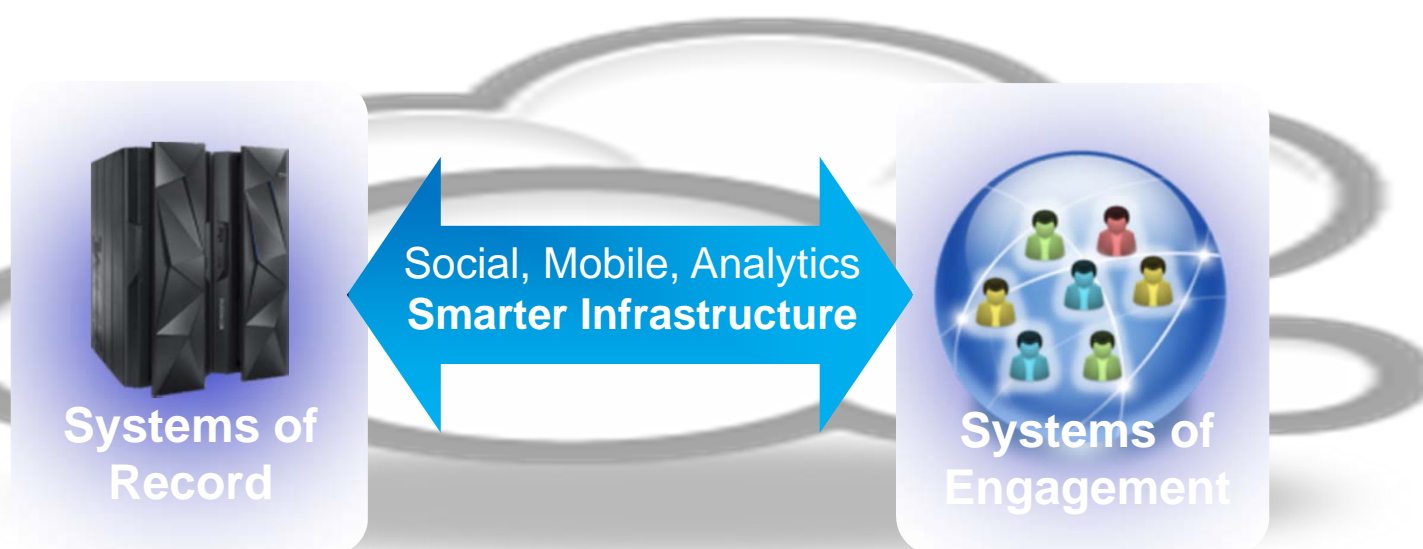 Social, Mobile, Analytics
Smarter Infrastructure
Systems of
Record
Systems of
Engagement